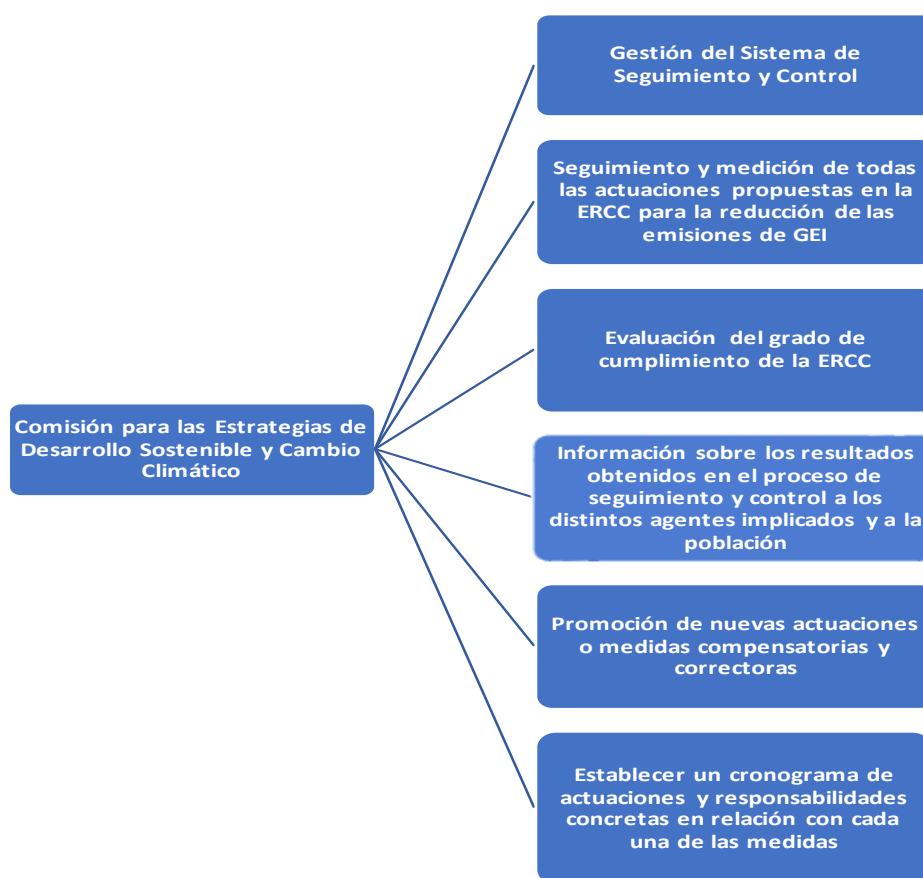 Gestión del Sistema de
Seguimiento y Control
Seguimiento y medición de todas
las actuaciones propuestas en la
ERCC para la reducción de las
emisiones de GEI
Evaluación del grado de
cumplimiento de la ERCC
Comisión para las Estrategias de
Desarrollo Sostenible y Cambio
Climático
Información sobre los resultados
obtenidos en el proceso de
seguimiento y control a los
distintos agentes implicados y a la
población
Promoción de nuevas actuaciones
o medidas compensatorias y
correctoras
Establecer un cronograma de
actuaciones y responsabilidades
concretas en relación con cada
una de las medidas